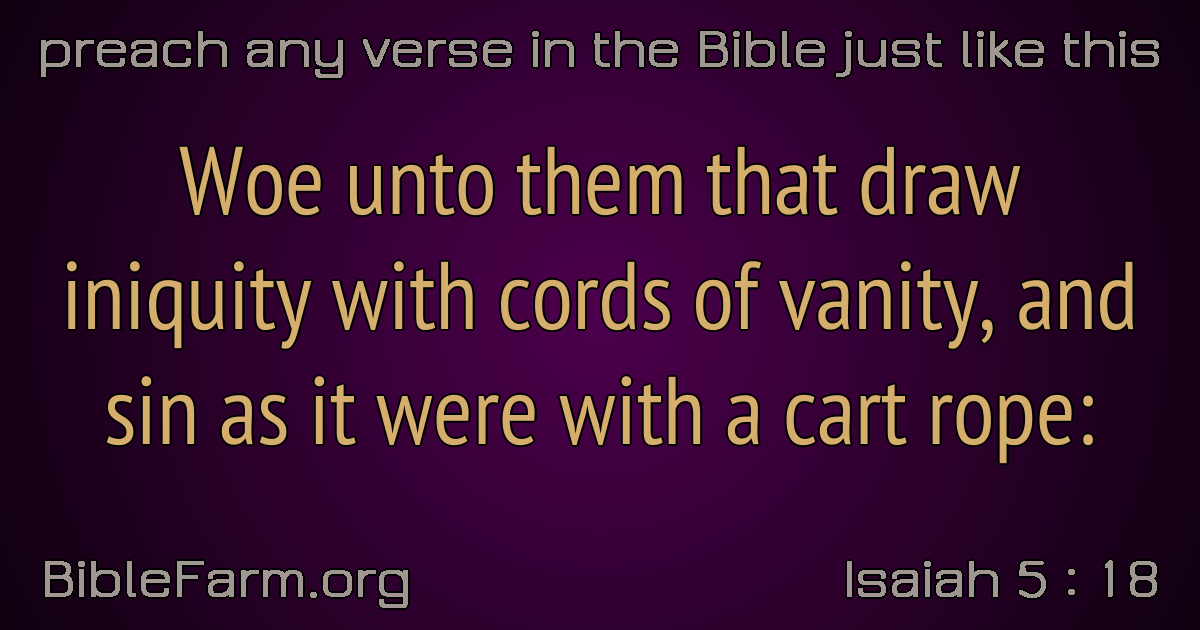 preach any verse in the Bible just like this
Woe unto them that draw
iniquity with cords of vanity, and
sin as it were with a cart rope:
BibleFarm.org
Isaiah 5 : 18